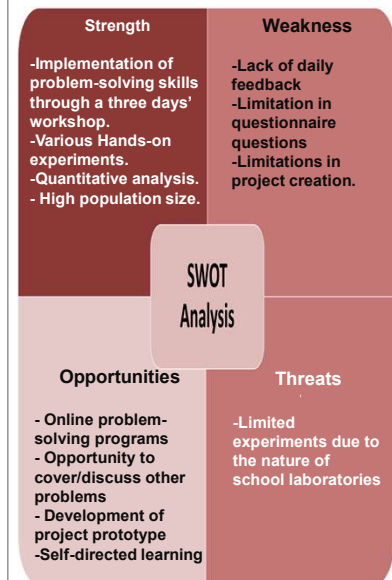 Strength
-Implementation of
problem-solving skills
through a three days'
workshop.
-Various Hands-on
experiments.
-Quantitative analysis.
- High population size.
Weakness
-Lack of daily
feedback
-Limitation in
questionnaire
questions
-Limitations in
project creation.
SWOT
Analysis
Opportunities
- Online problem-
solving programs
- Opportunity to
cover/discuss other
problems
- Development of
project prototype
-Self-directed learning
Threats
-Limited
experiments due to
the nature of
school laboratories